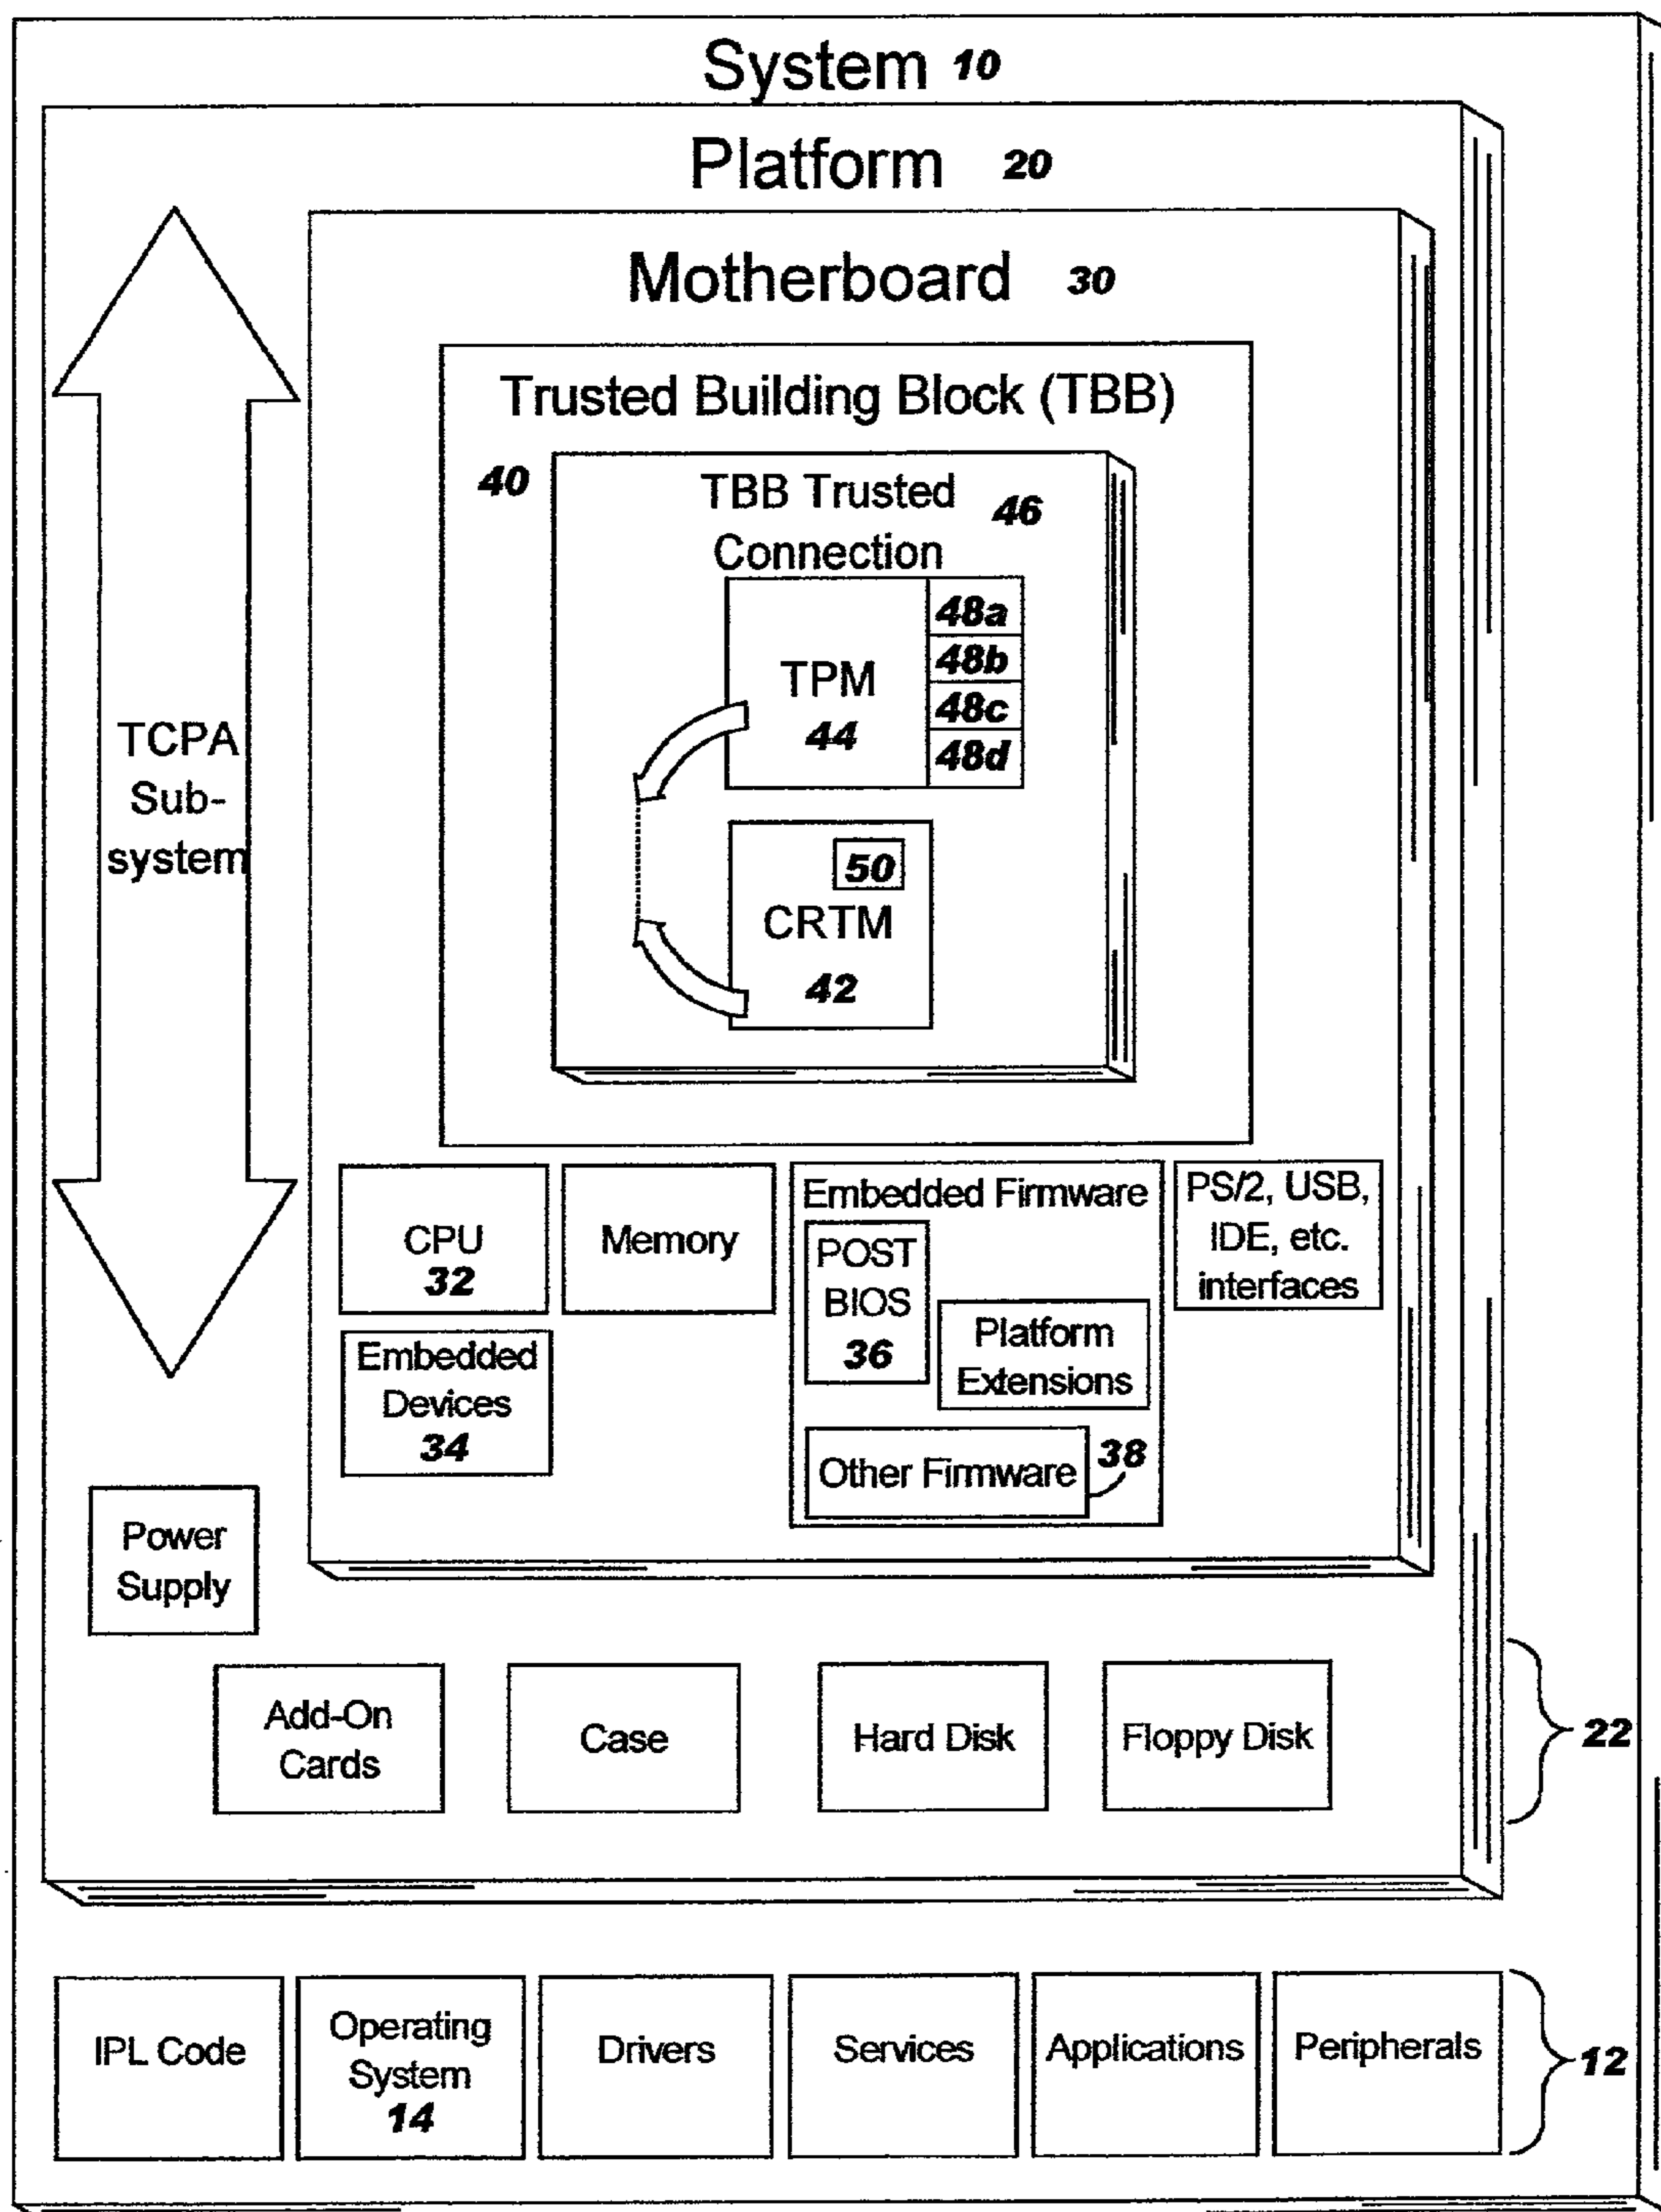 System 10
Platform 20
Motherboard 30
Trusted Building Block (TBB)
40
TBB Trusted
Connection
46
TPM
44
48a
48b
48c
48d
50
CRTM
42
TCPA
Sub-
system
CPU
32
Memory
Embedded Firmware
POST
BIOS
36
Platform
Extensions
Other Firmware
38
PS/2, USB,
IDE, etc.
interfaces
Embedded
Devices
34
Power
Supply
Add-On
Cards
Case
Hard Disk
Floppy Disk
22
IPL Code
Operating
System
14
Drivers
Services
Applications
Peripherals
12